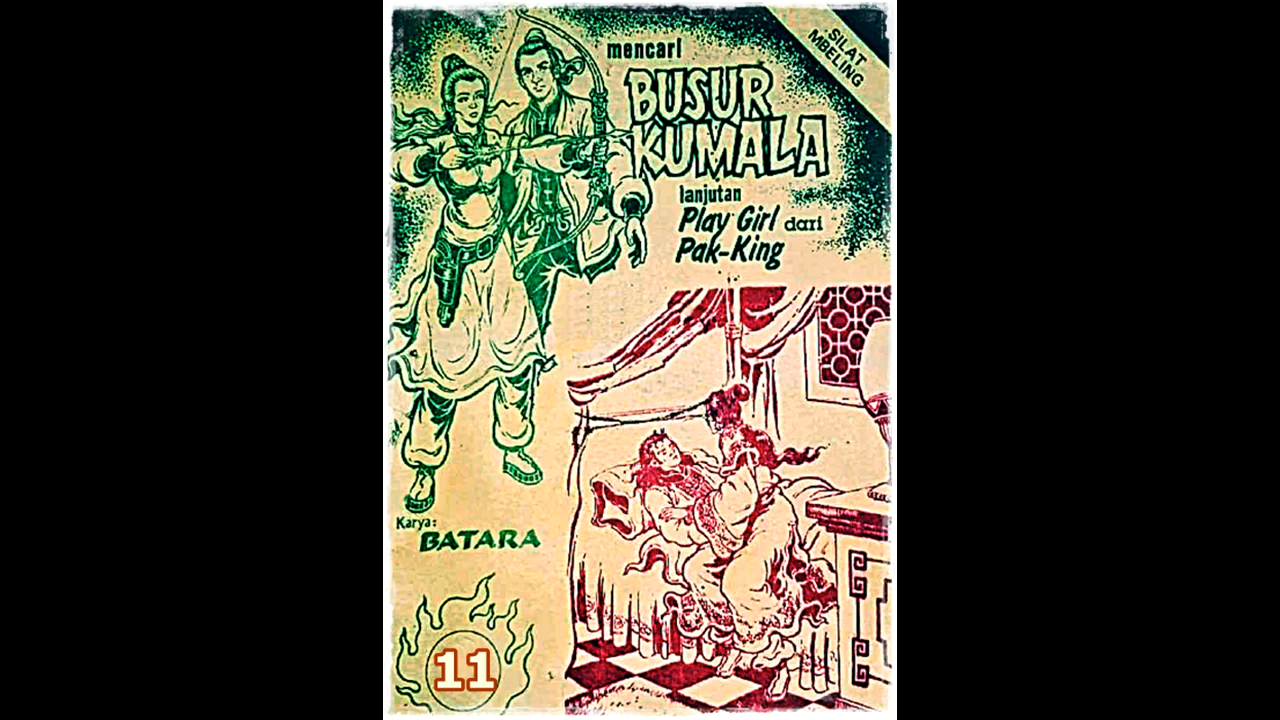 SILAT
MBELING
mencari
BUSUR
KUMALA
lanjutan
Play Girl dari
Pak-King
Karya:
BATARA
11